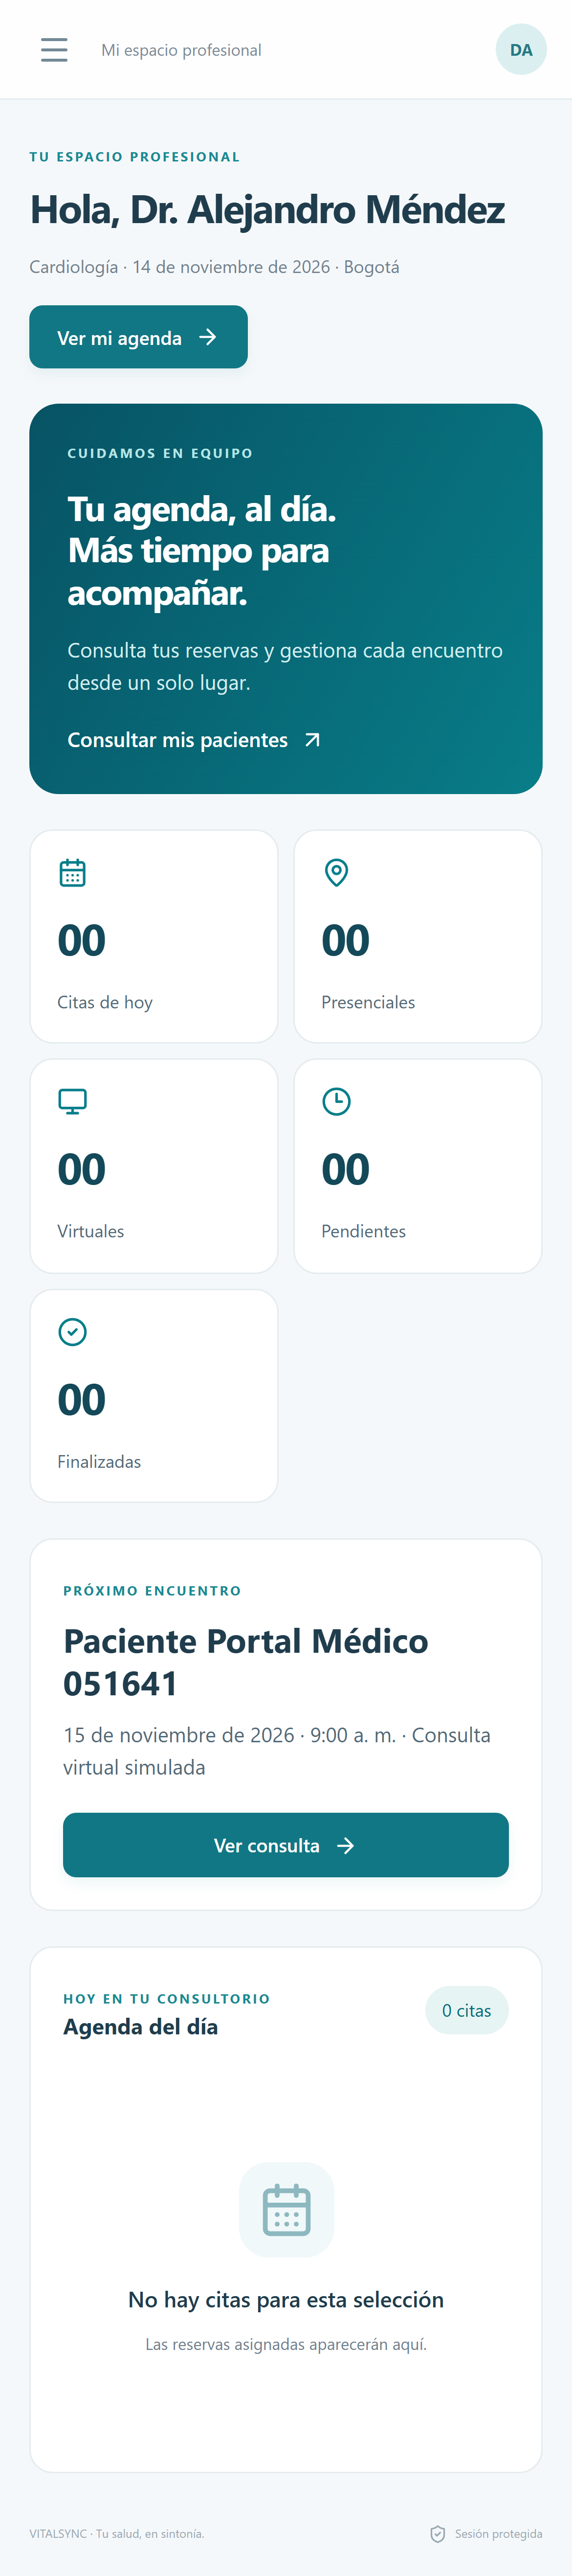 Mi espacio profesional
DA
TU ESPACIO PROFESIONAL
Hola, Dr. Alejandro Méndez
Cardiología · 14 de noviembre de 2026 · Bogotá
Ver mi agenda
CUIDAMOS EN EQUIPO
Tu agenda, al día.
Más tiempo para
acompañar.
Consulta tus reservas y gestiona cada encuentro
desde un solo lugar.
Consultar mis pacientes
00
Citas de hoy
00
Presenciales
00
Virtuales
00
Pendientes
00
Finalizadas
PRÓXIMO ENCUENTRO
Paciente Portal Médico
051641
15 de noviembre de 2026 · 9:00 a. m. · Consulta
virtual simulada
Ver consulta
HOY EN TU CONSULTORIO
Agenda del día
0 citas
No hay citas para esta selección
Las reservas asignadas aparecerán aquí.
VITALSYNC · Tu salud, en sintonía.
Sesión protegida